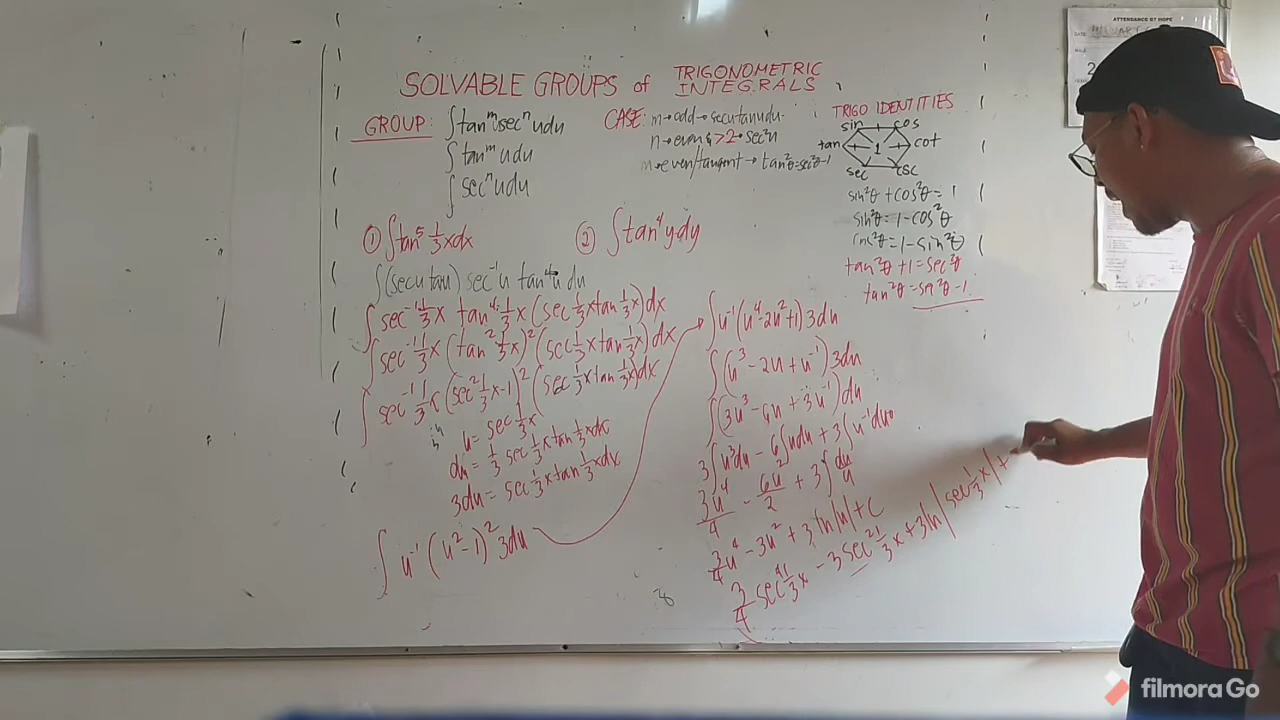 SOLVABLE GROUPS of TRIGONOMETRIC INTEGRALS
GROUP: ∫tan^m u sec^n u du
∫tan^m u du
∫sec^n u du
CASE: m → odd → secutanudu
n → even & >2 → sec²u
m → even/tangent → tan²θ=sec²θ-1
TRIGO IDENTITIES
sin cos
tan 1 cot
sec csc
sin²θ + cos²θ = 1
sin²θ = 1 - cos²θ
cos²θ = 1 - sin²θ
tan²θ + 1 = sec²θ
tan²θ = sec²θ - 1
① ∫tan⁵ 1/3 x dx
② ∫tan⁴ y dy
∫(sec u tan u) sec⁻¹ u tan⁴ u du
∫ sec⁻¹ 1/3 x tan⁴ 1/3 x (sec 1/3 x tan 1/3 x) dx
∫ sec⁻¹ 1/3 x (tan² 1/3 x)² (sec 1/3 x tan 1/3 x) dx
∫ sec⁻¹ 1/3 x (sec² 1/3 x - 1)² (sec 1/3 x tan 1/3 x) dx
u = sec 1/3 x
du = 1/3 sec 1/3 x tan 1/3 x dx
3du = sec 1/3 x tan 1/3 x dx
∫ u⁻¹ (u² - 1)² 3du
∫ u⁻¹ (u⁴ - 2u² + 1) 3du
∫ (u³ - 2u + u⁻¹) 3du
∫ (3u³ - 6u + 3u⁻¹) du
3∫u³du - 6∫udu + 3∫u⁻¹du
3u⁴/4 - 6u²/2 + 3∫du/u
3/4 u⁴ - 3u² + 3 ln|u| + C
3/4 sec⁴ 1/3 x - 3 sec² 1/3 x + 3 ln|sec 1/3 x| +
ATTENDANCE
filmora Go